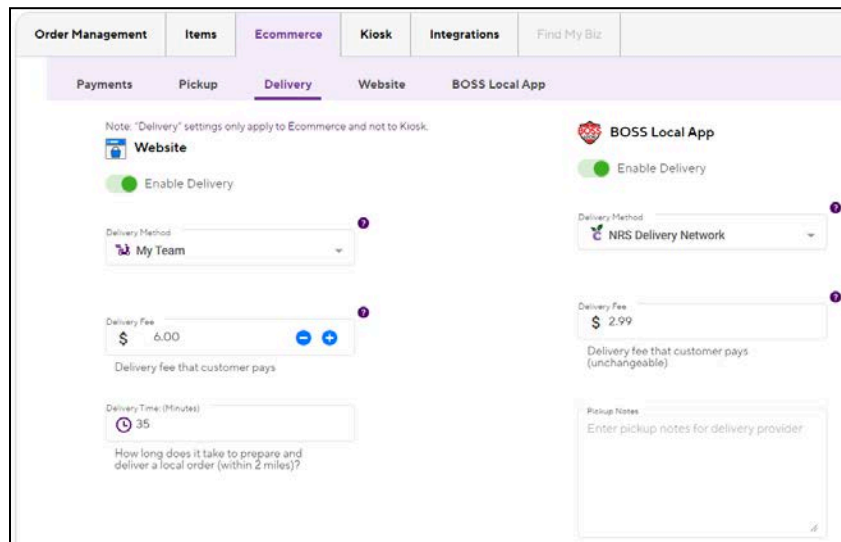 Order Management Items Ecommerce Kiosk Integrations Find My Biz
Payments Pickup Delivery Website BOSS Local App
Note: "Delivery" settings only apply to Ecommerce and not to Kiosk.
Website
Enable Delivery
Delivery Method
My Team
Delivery Fee
$ 6.00
Delivery fee that customer pays
Delivery Time: (Minutes)
35
How long does it take to prepare and
deliver a local order (within 2 miles)?
BOSS
BOSS Local App
Enable Delivery
Delivery Method
NRS Delivery Network
Delivery Fee
$ 2.99
Delivery fee that customer pays
(unchangeable)
Pickup Notes
Enter pickup notes for delivery provider